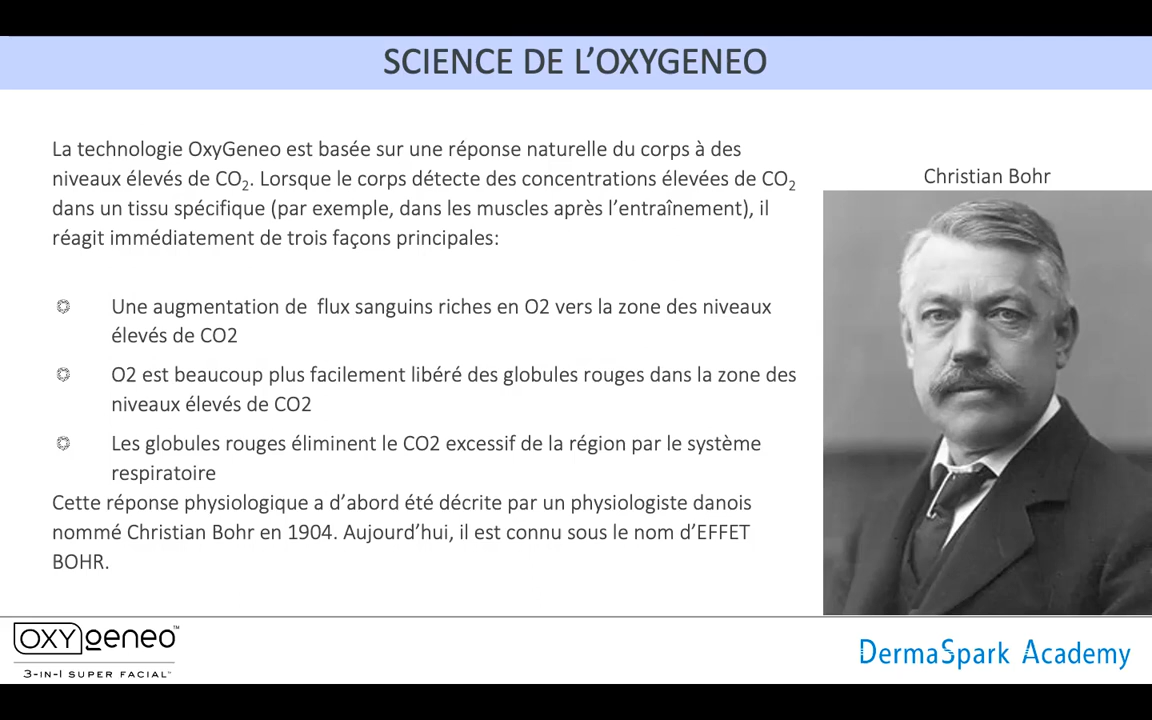 SCIENCE DE L’OXYGENEO
La technologie OxyGeneo est basée sur une réponse naturelle du corps à des
niveaux élevés de CO₂. Lorsque le corps détecte des concentrations élevées de CO₂
dans un tissu spécifique (par exemple, dans les muscles après l’entraînement), il
réagit immédiatement de trois façons principales:
Une augmentation de  flux sanguins riches en O2 vers la zone des niveaux
élevés de CO2
O2 est beaucoup plus facilement libéré des globules rouges dans la zone des
niveaux élevés de CO2
Les globules rouges éliminent le CO2 excessif de la région par le système
respiratoire
Cette réponse physiologique a d’abord été décrite par un physiologiste danois
nommé Christian Bohr en 1904. Aujourd’hui, il est connu sous le nom d’EFFET
BOHR.
Christian Bohr
OXYgeneo™
3-IN-1 SUPER FACIAL™
DermaSpark Academy